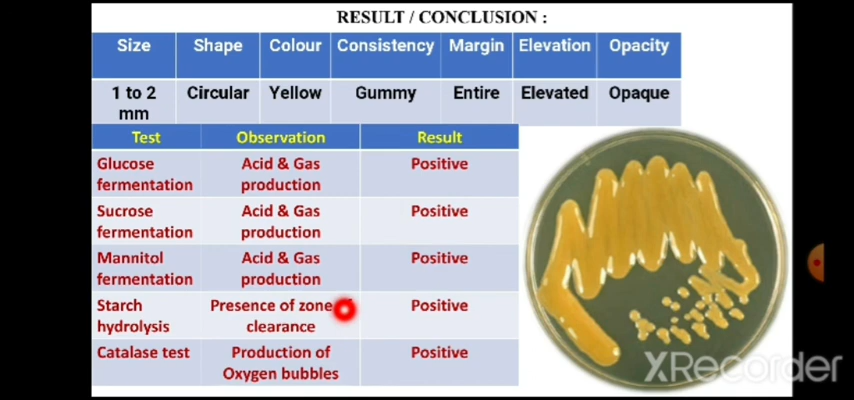 RESULT / CONCLUSION :
Size Shape Colour Consistency Margin Elevation Opacity
1 to 2 mm Circular Yellow Gummy Entire Elevated Opaque
Test Observation Result
Glucose fermentation Acid & Gas production Positive
Sucrose fermentation Acid & Gas production Positive
Mannitol fermentation Acid & Gas production Positive
Starch hydrolysis Presence of zone clearance Positive
Catalase test Production of Oxygen bubbles Positive
XRecorder